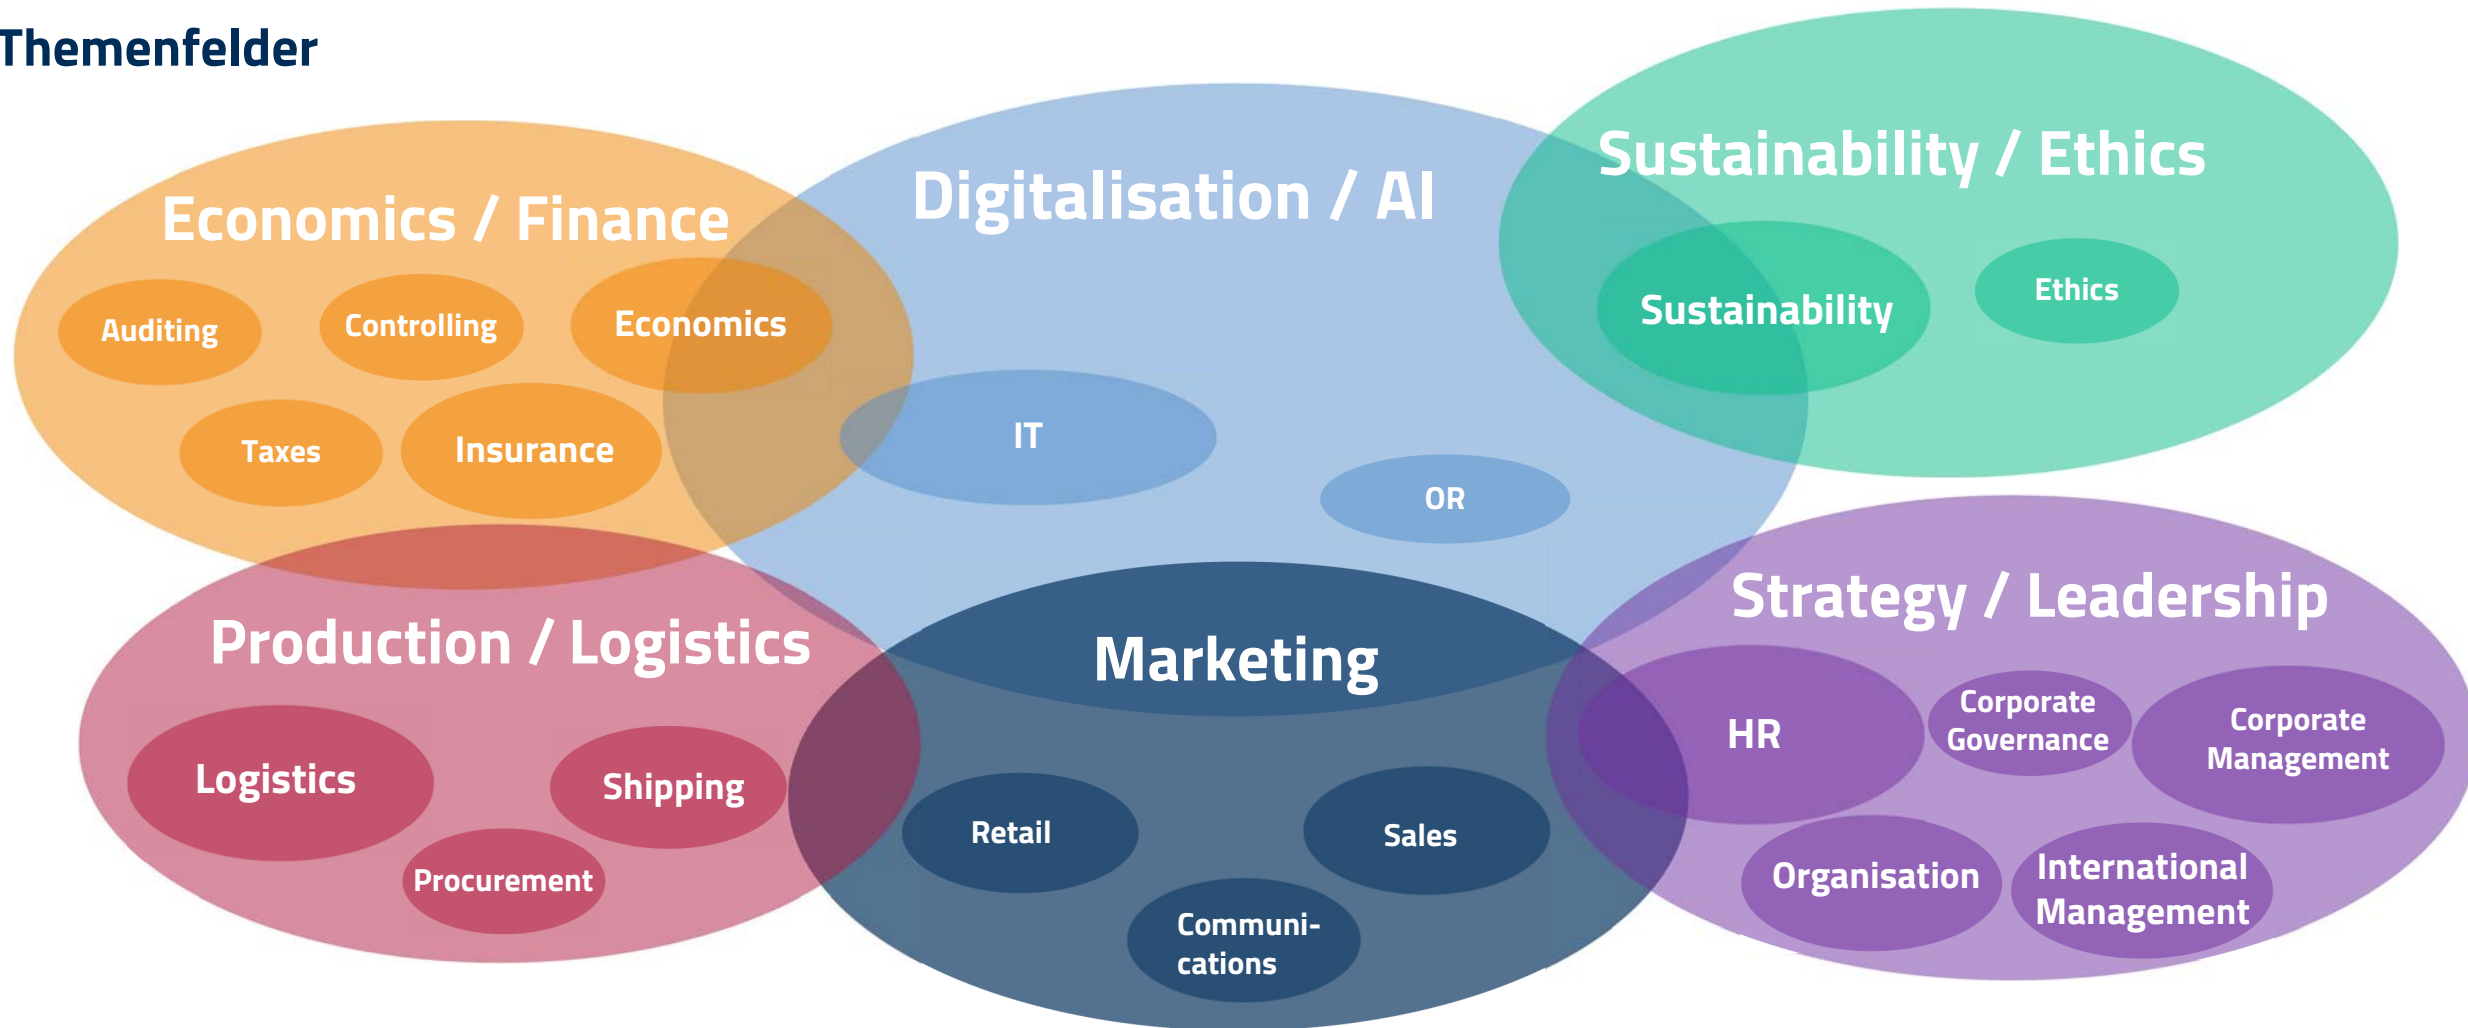 Themenfelder
Economics / Finance
Auditing
Controlling
Economics
Taxes
Insurance
Digitalisation / AI
IT
OR
Sustainability / Ethics
Sustainability
Ethics
Production / Logistics
Logistics
Shipping
Procurement
Marketing
Retail
Sales
Communi-
cations
Strategy / Leadership
HR
Corporate
Governance
Corporate
Management
Organisation
International
Management